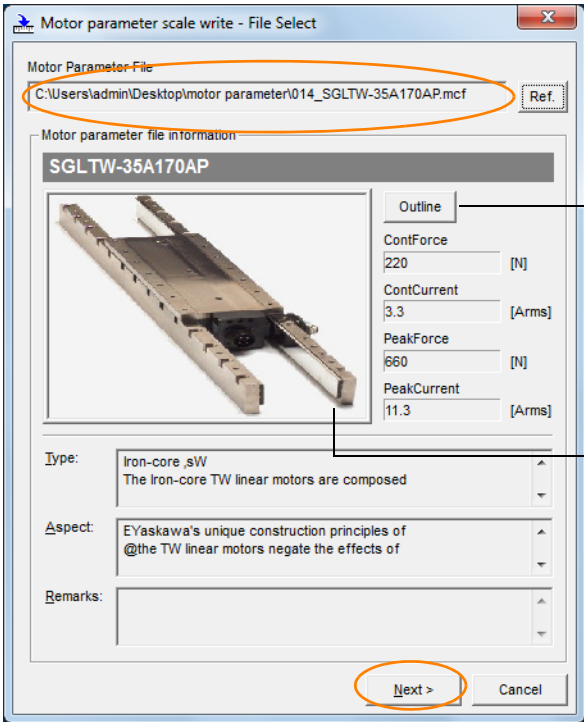 Motor parameter scale write - File Select
Motor Parameter File
C:\Users\admin\Desktop\motor parameter\014_SGLTW-35A170AP.mcf
Ref.
Motor parameter file information
SGLTW-35A170AP
Outline
ContForce
220 [N]
ContCurrent
3.3 [Arms]
PeakForce
660 [N]
PeakCurrent
11.3 [Arms]
Type:
Iron-core ,sW
The Iron-core TW linear motors are composed
Aspect:
EYaskawa's unique construction principles of
@the TW linear motors negate the effects of
Remarks:
Next >
Cancel